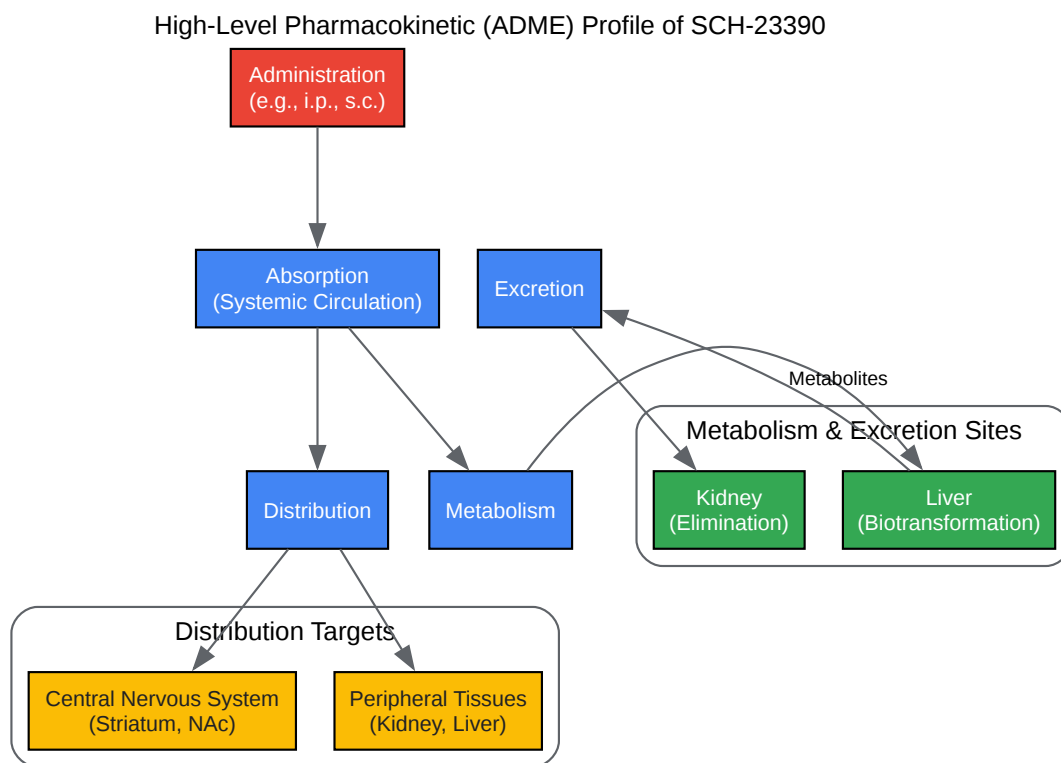 High-Level Pharmacokinetic (ADME) Profile of SCH-23390
Administration
(e.g., i.p., s.c.)
Absorption
(Systemic Circulation)
Excretion
Metabolites
Metabolism & Excretion Sites
Distribution
Metabolism
Kidney
(Elimination)
Liver
(Biotransformation)
Distribution Targets
Central Nervous System
(Striatum, NAc)
Peripheral Tissues
(Kidney, Liver)